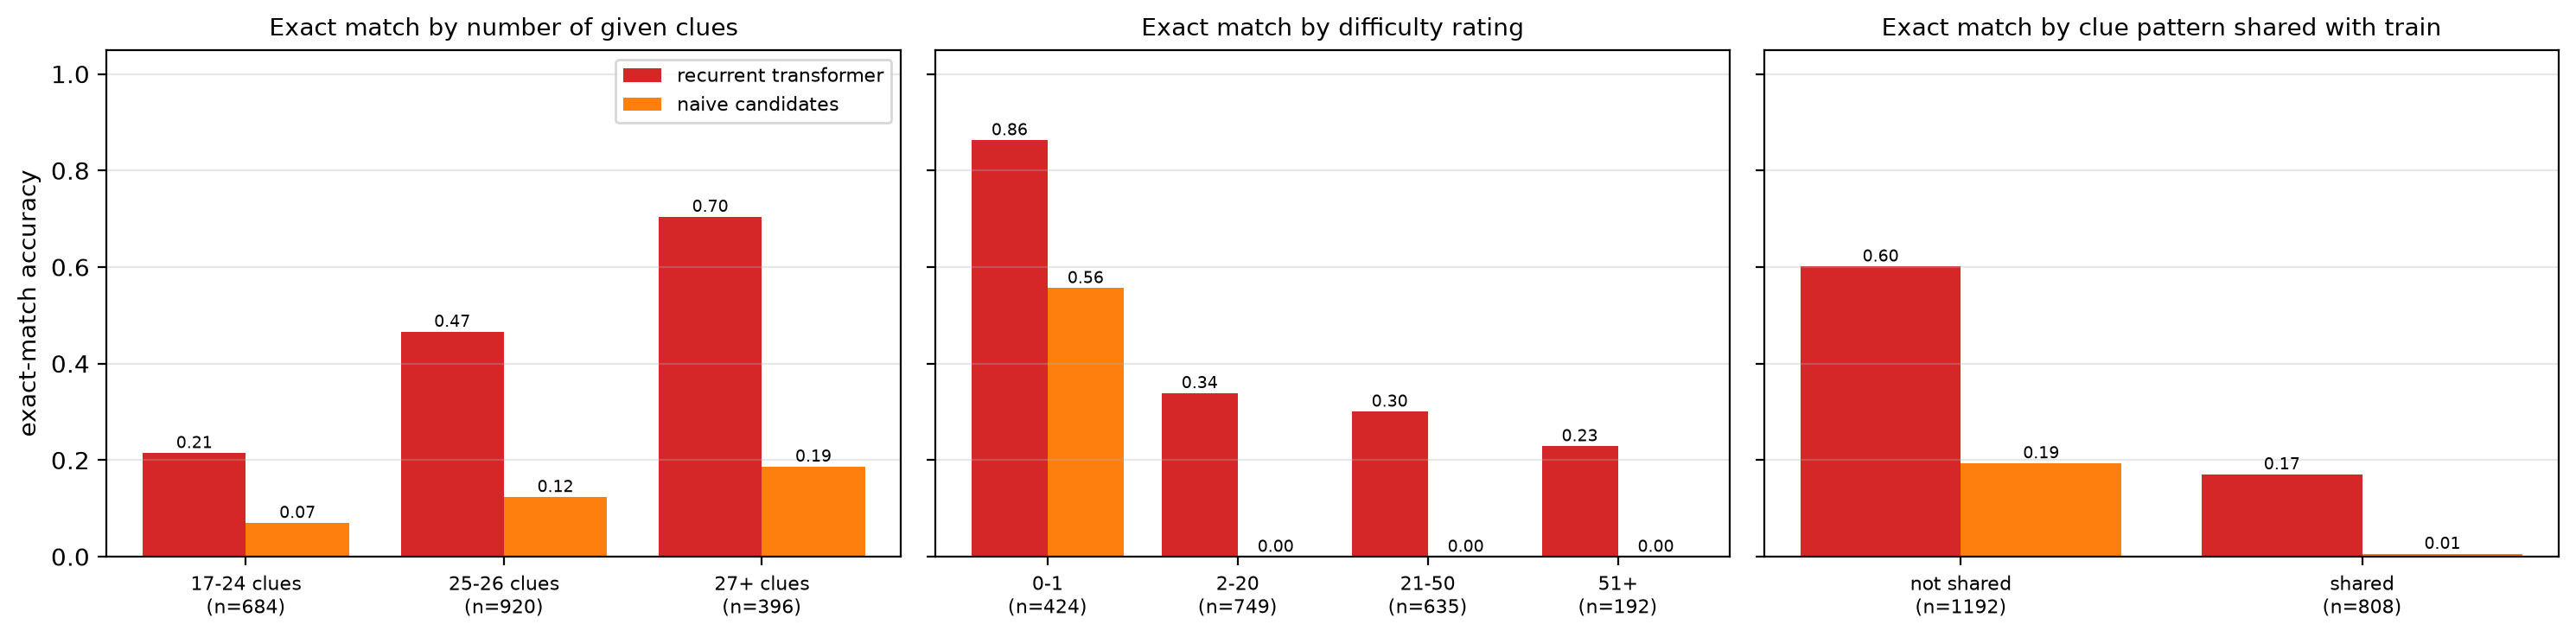 Exact match by number of given clues
exact-match accuracy
1.0
0.8
0.6
0.4
0.2
0.0
recurrent transformer
naive candidates
0.21
0.07
0.47
0.12
0.70
0.19
17-24 clues
(n=684)
25-26 clues
(n=920)
27+ clues
(n=396)
Exact match by difficulty rating
0.86
0.56
0.34
0.00
0.30
0.00
0.23
0.00
0-1
(n=424)
2-20
(n=749)
21-50
(n=635)
51+
(n=192)
Exact match by clue pattern shared with train
0.60
0.19
0.17
0.01
not shared
(n=1192)
shared
(n=808)